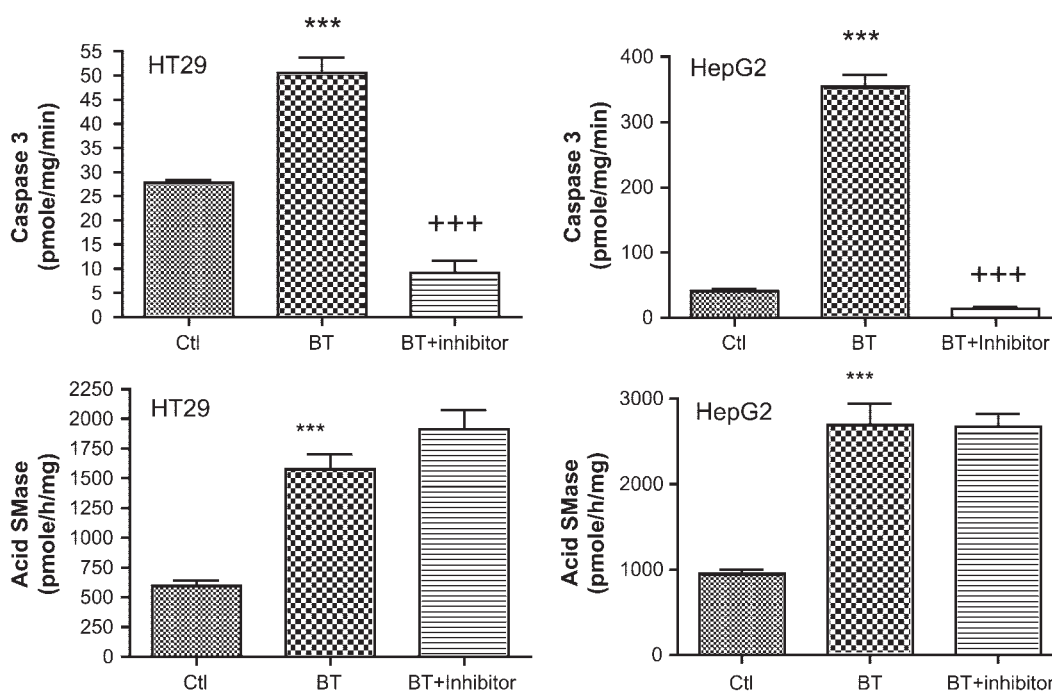 ***
HT29
Caspase 3
(pmole/mg/min)
55
50
45
40
35
30
25
20
15
10
5
0
+++
Ctl
BT
BT+inhibitor
***
HepG2
Caspase 3
(pmole/mg/min)
400
300
200
100
0
+++
Ctl
BT
BT+Inhibitor
HT29
Acid SMase
(pmole/h/mg)
2250
2000
1750
1500
1250
1000
750
500
250
0
***
Ctl
BT
BT+Inhibitor
***
HepG2
Acid SMase
(pmole/h/mg)
3000
2000
1000
0
Ctl
BT
BT+inhibitor